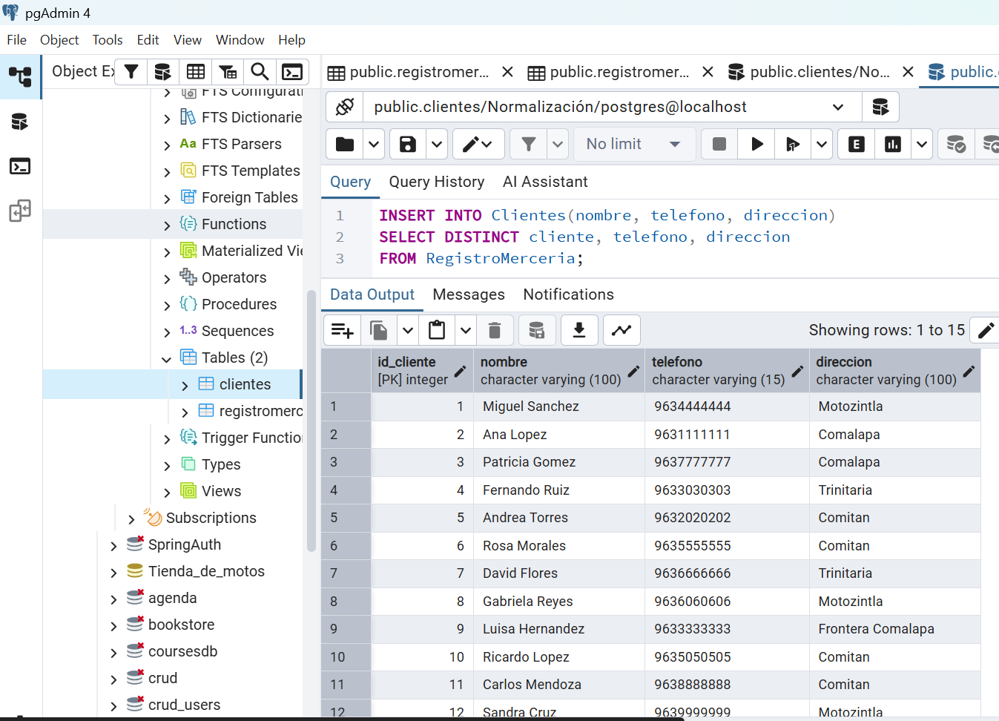 pgAdmin 4
File Object Tools Edit View Window Help
Object Ex
public.registromer... public.registromer... public.clientes/No... public.
public.clientes/Normalización/postgres@localhost
No limit
E
Query Query History AI Assistant
1 INSERT INTO Clientes(nombre, telefono, direccion)
2 SELECT DISTINCT cliente, telefono, direccion
3 FROM RegistroMerceria;
Data Output Messages Notifications
Showing rows: 1 to 15
id_cliente nombre telefono direccion
[PK] integer character varying (100) character varying (15) character varying (100)
1 1 Miguel Sanchez 9634444444 Motozintla
2 2 Ana Lopez 9631111111 Comalapa
3 3 Patricia Gomez 9637777777 Comalapa
4 4 Fernando Ruiz 9633030303 Trinitaria
5 5 Andrea Torres 9632020202 Comitan
6 6 Rosa Morales 9635555555 Comitan
7 7 David Flores 9636666666 Trinitaria
8 8 Gabriela Reyes 9636060606 Motozintla
9 9 Luisa Hernandez 9633333333 Frontera Comalapa
10 10 Ricardo Lopez 9635050505 Comitan
11 11 Carlos Mendoza 9638888888 Comitan
12 12 Sandra Cruz 9639999999 Motozintla
FTS Configurati
FTS Dictionarie
Aa FTS Parsers
FTS Templates
Foreign Tables
Functions
Materialized Vie
Operators
Procedures
1..3 Sequences
Tables (2)
clientes
registromerc
Trigger Functio
Types
Views
Subscriptions
SpringAuth
Tienda_de_motos
agenda
bookstore
coursesdb
crud
crud_users